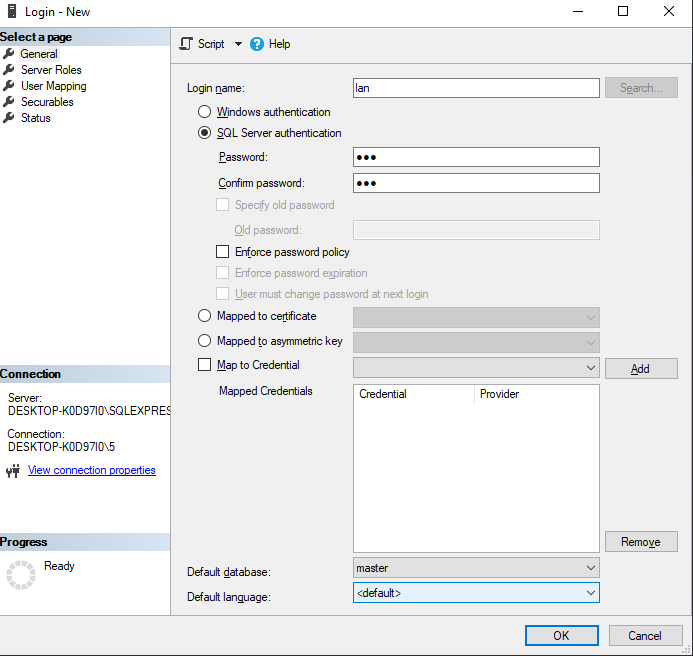 Login - New
Select a page
General
Server Roles
User Mapping
Securables
Status
Script Help
Login name: lan Search...
Windows authentication
SQL Server authentication
Password: ●●●
Confirm password: ●●●
Specify old password
Old password:
Enforce password policy
Enforce password expiration
User must change password at next login
Mapped to certificate
Mapped to asymmetric key
Map to Credential Add
Mapped Credentials Credential Provider
Remove
Default database: master
Default language: <default>
Connection
Server:
DESKTOP-K0D97I0\SQLEXPRES
Connection:
DESKTOP-K0D97I0\5
View connection properties
Progress
Ready
OK Cancel